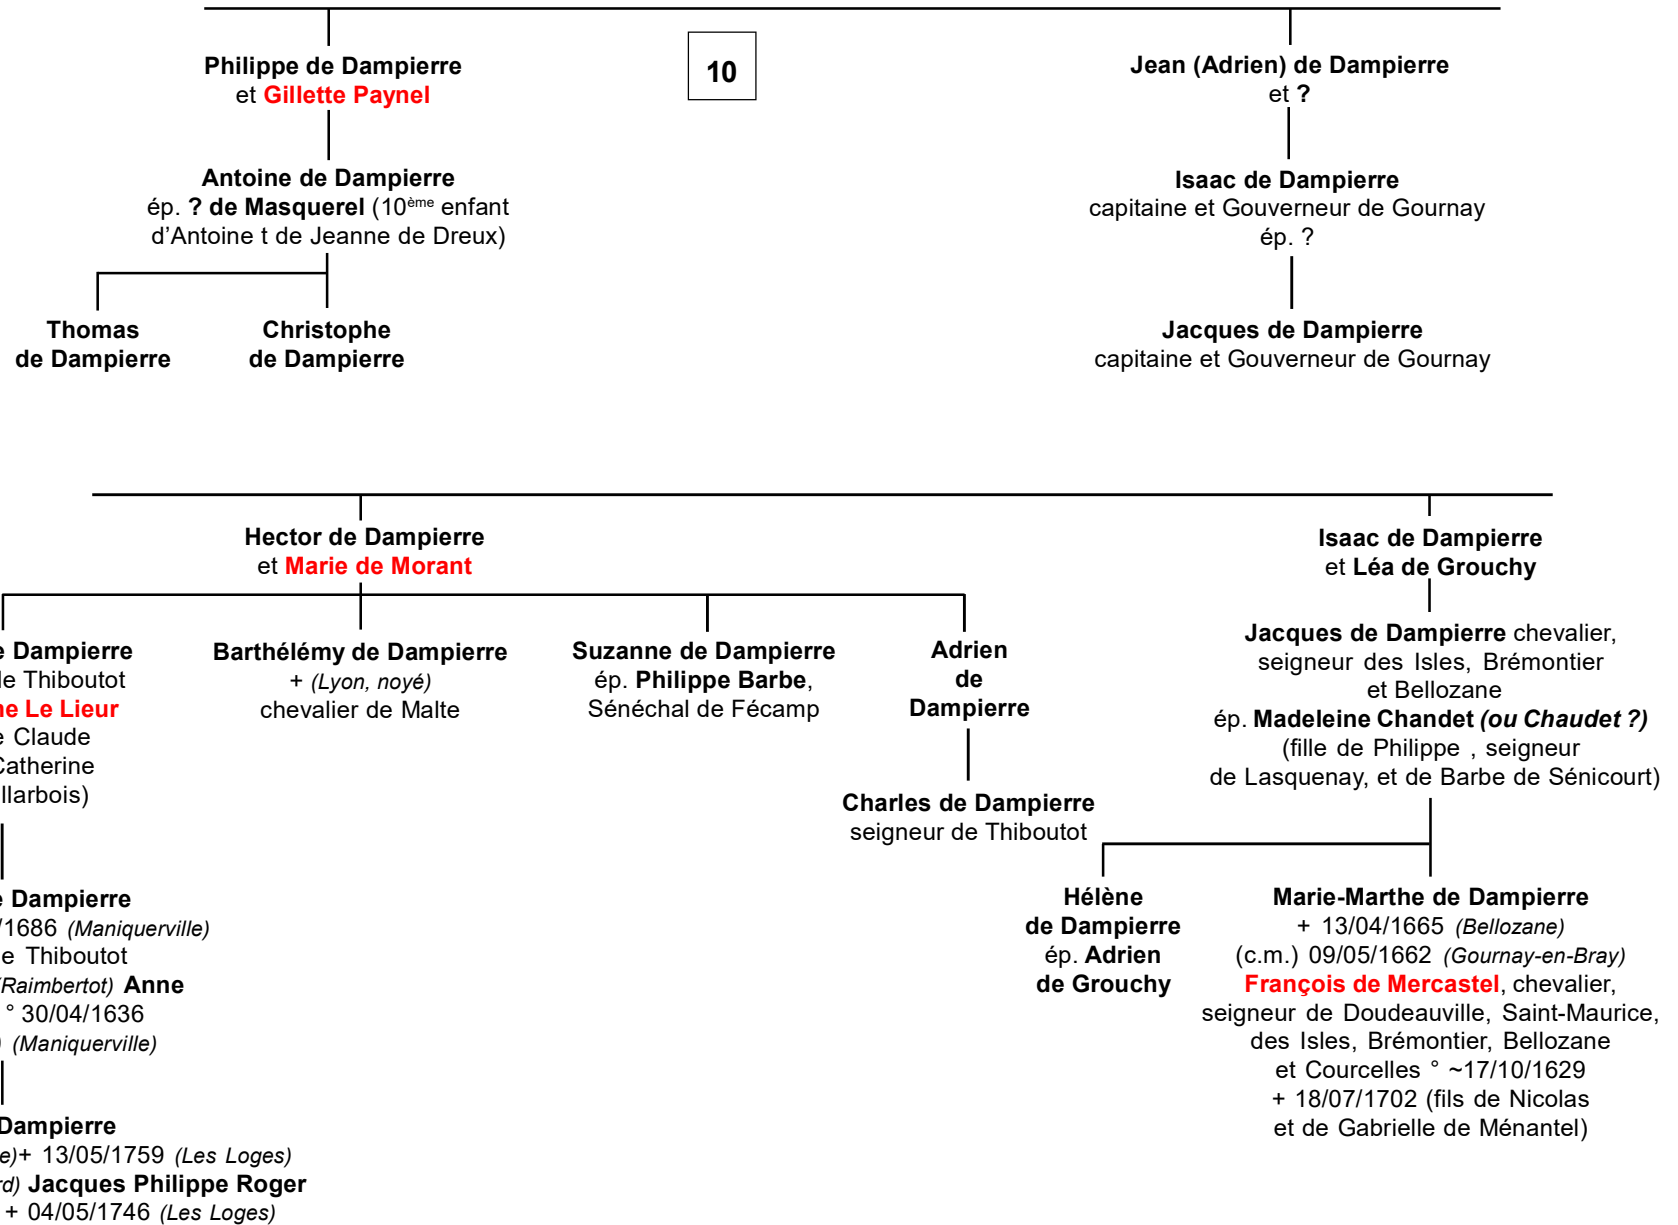 10
Philippe de Dampierre
et Gillette Paynel
Antoine de Dampierre
ép. ? de Masquerel (10ème enfant
d'Antoine t de Jeanne de Dreux)
Thomas
de Dampierre
Christophe
de Dampierre
Jean (Adrien) de Dampierre
et ?
Isaac de Dampierre
capitaine et Gouverneur de Gournay
ép. ?
Jacques de Dampierre
capitaine et Gouverneur de Gournay
Hector de Dampierre
et Marie de Morant
Dampierre
Thiboutot
Le Lieur
Claude
Catherine
Barthélémy de Dampierre
+ (Lyon, noyé)
chevalier de Malte
Suzanne de Dampierre
ép. Philippe Barbe,
Sénéchal de Fécamp
Adrien
de
Dampierre
Charles de Dampierre
seigneur de Thiboutot
Dampierre
/1686 (Maniquerville)
Thiboutot
(Raimbertot) Anne
° 30/04/1636
(Maniquerville)
Dampierre
+ 13/05/1759 (Les Loges)
Jacques Philippe Roger
+ 04/05/1746 (Les Loges)
Isaac de Dampierre
et Léa de Grouchy
Jacques de Dampierre chevalier,
seigneur des Isles, Brémontier
et Bellozane
ép. Madeleine Chandet (ou Chaudet ?)
(fille de Philippe , seigneur
de Lasquenay, et de Barbe de Sénicourt)
Hélène
de Dampierre
ép. Adrien
de Grouchy
Marie-Marthe de Dampierre
+ 13/04/1665 (Bellozane)
(c.m.) 09/05/1662 (Gournay-en-Bray)
François de Mercastel, chevalier,
seigneur de Doudeauville, Saint-Maurice,
des Isles, Brémontier, Bellozane
et Courcelles ° ~17/10/1629
+ 18/07/1702 (fils de Nicolas
et de Gabrielle de Ménantel)